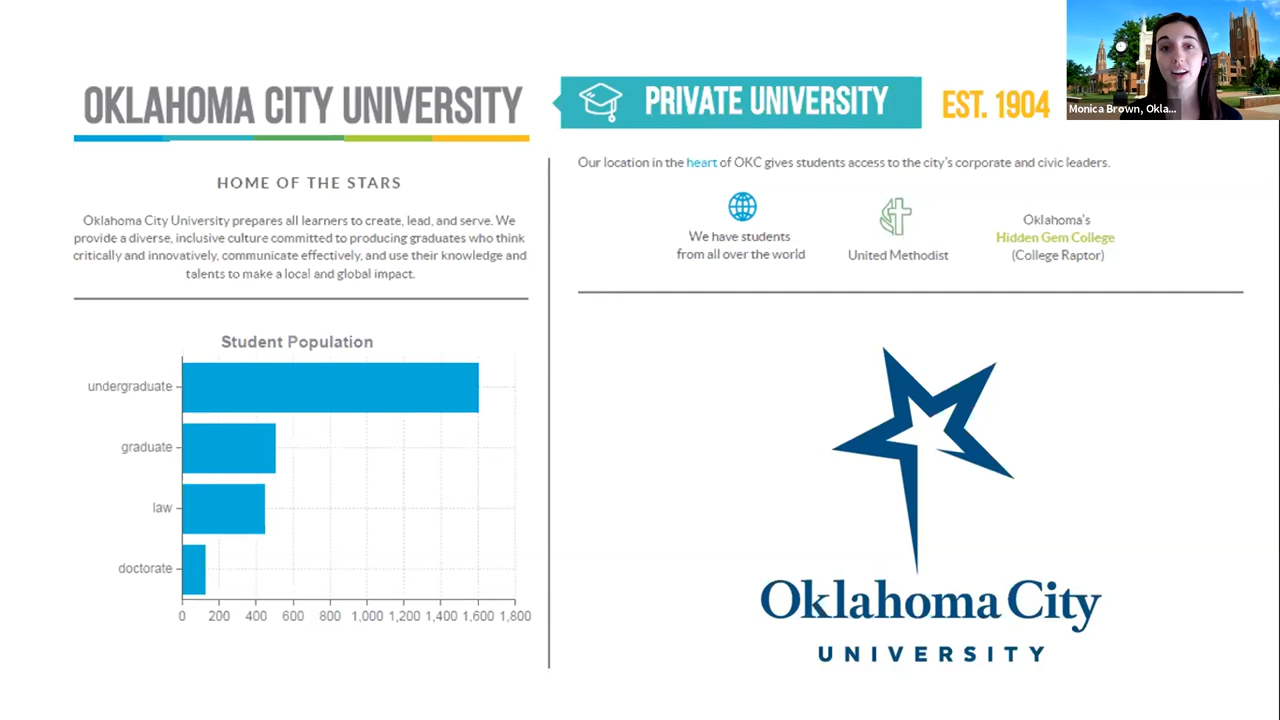 OKLAHOMA CITY UNIVERSITY
PRIVATE UNIVERSITY
EST. 1904
Monica Brown, Okla...
HOME OF THE STARS
Oklahoma City University prepares all learners to create, lead, and serve. We
provide a diverse, inclusive culture committed to producing graduates who think
critically and innovatively, communicate effectively, and use their knowledge and
talents to make a local and global impact.
Our location in the heart of OKC gives students access to the city's corporate and civic leaders.
We have students
from all over the world
United Methodist
Oklahoma's
Hidden Gem College
(College Raptor)
Student Population
undergraduate
graduate
law
doctorate
0 200 400 600 800 1,000 1,200 1,400 1,600 1,800
Oklahoma City
UNIVERSITY